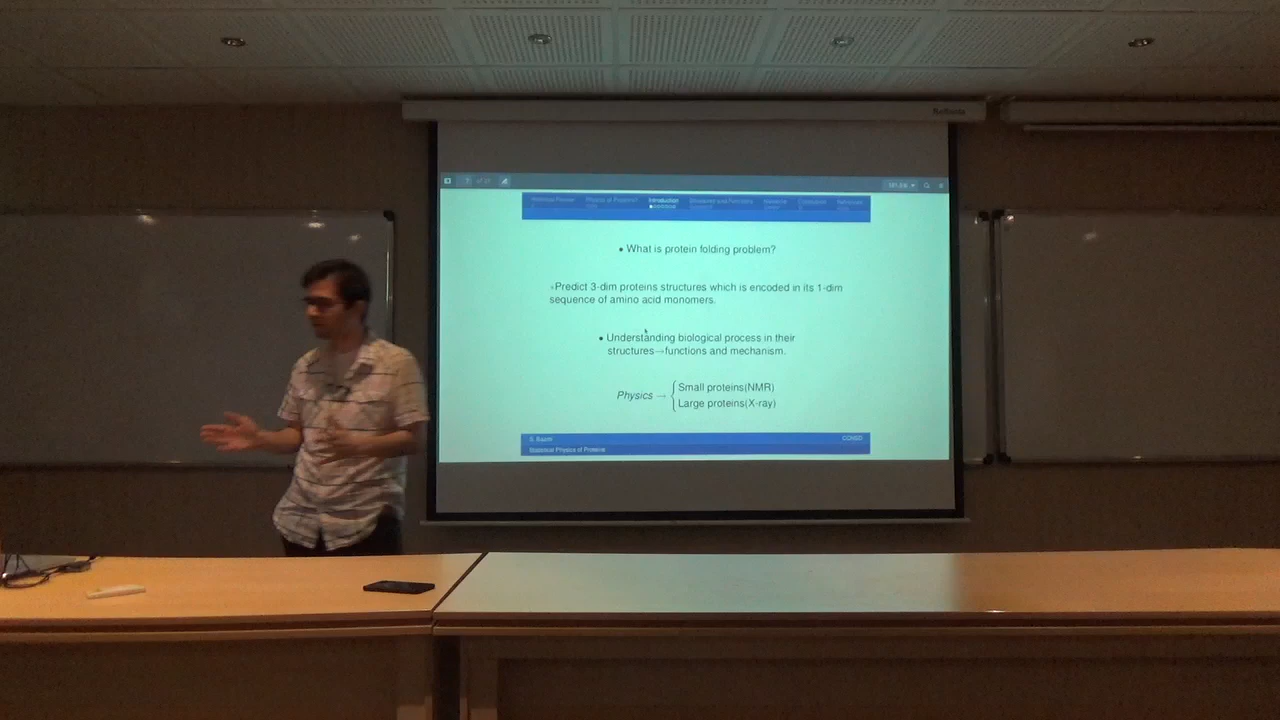 Introduction
• What is protein folding problem?
Predict 3-dim proteins structures which is encoded in its 1-dim
sequence of amino acid monomers.
• Understanding biological process in their
structures→functions and mechanism.
Physics → { Small proteins(NMR)
Large proteins(X-ray)
Statistical Physics of Proteins